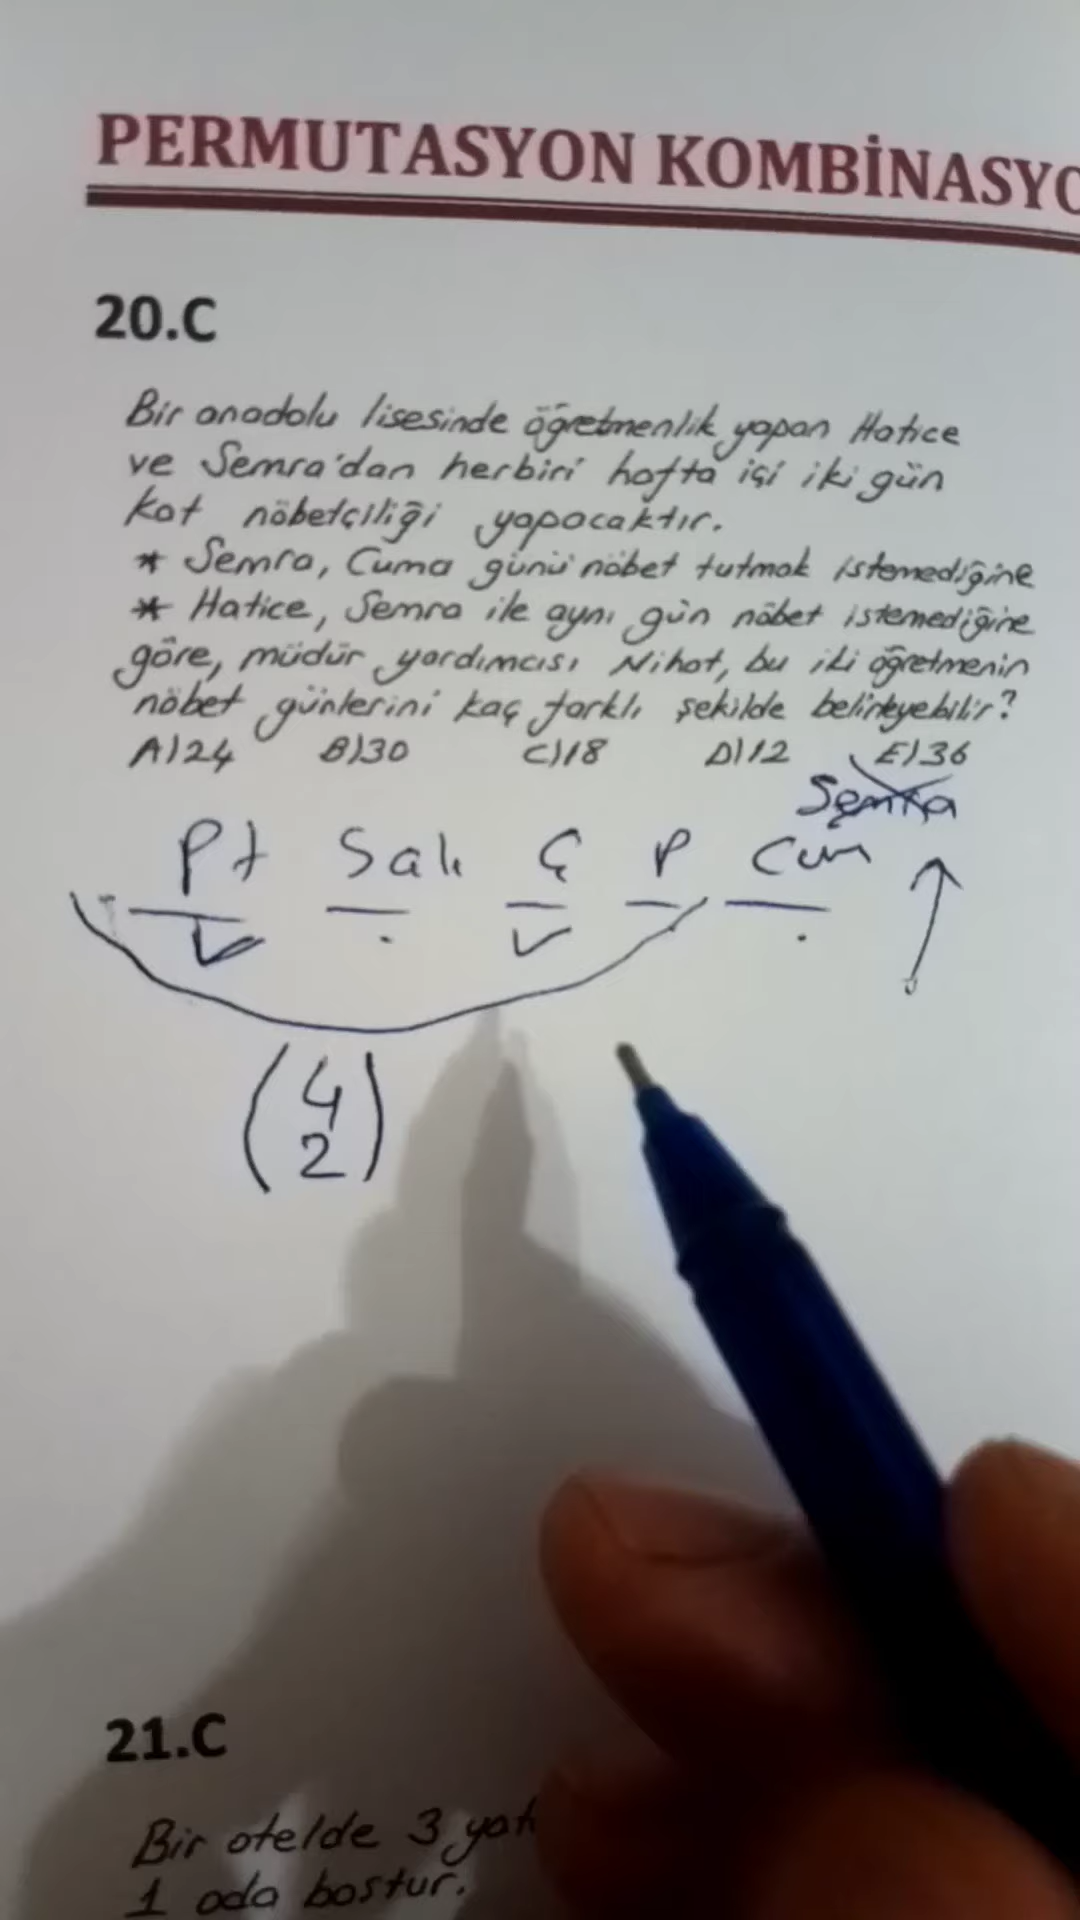 PERMUTASYON KOMBİNASYO
20.C
Bir anadolu lisesinde öğretmenlik yapan Hatice
ve Semra'dan herbiri hafta içi iki gün
kat nöbetçiliği yapacaktır.
* Semra, Cuma günü nöbet tutmak istemediğine
* Hatice, Semra ile aynı gün nöbet istemediğine
göre, müdür yardımcısı Nihat, bu iki öğretmenin
nöbet günlerini kaç farklı şekilde belirleyebilir?
A)24 B)30 C)18 D)12 E)36
Semra
Pt Salı Ç P Cum
(4
2)
21.C
Bir otelde 3 yat
1 oda boştur.